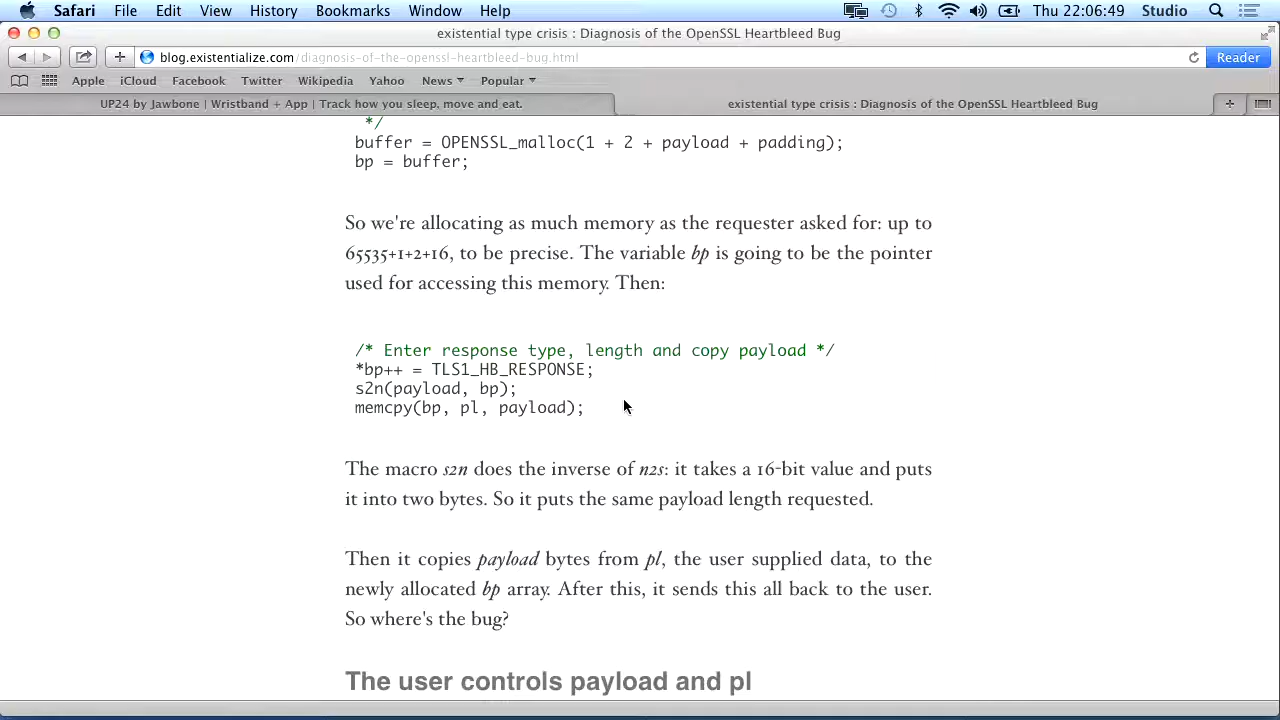 Safari File Edit View History Bookmarks Window Help Thu 22:06:49 Studio
existential type crisis : Diagnosis of the OpenSSL Heartbleed Bug
blog.existentialize.com/diagnosis-of-the-openssl-heartbleed-bug.html Reader
Apple iCloud Facebook Twitter Wikipedia Yahoo News Popular
UP24 by Jawbone | Wristband + App | Track how you sleep, move and eat. existential type crisis : Diagnosis of the OpenSSL Heartbleed Bug
*/
buffer = OPENSSL_malloc(1 + 2 + payload + padding);
bp = buffer;
So we're allocating as much memory as the requester asked for: up to
65535+1+2+16, to be precise. The variable bp is going to be the pointer
used for accessing this memory. Then:
/* Enter response type, length and copy payload */
*bp++ = TLS1_HB_RESPONSE;
s2n(payload, bp);
memcpy(bp, pl, payload);
The macro s2n does the inverse of n2s: it takes a 16-bit value and puts
it into two bytes. So it puts the same payload length requested.
Then it copies payload bytes from pl, the user supplied data, to the
newly allocated bp array. After this, it sends this all back to the user.
So where's the bug?
The user controls payload and pl